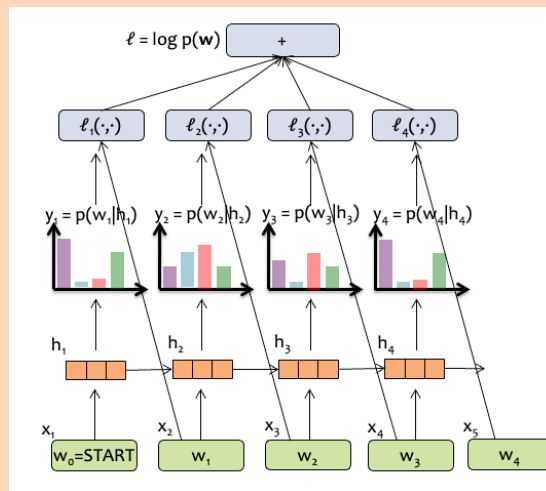 ℓ = log p(w)
+
ℓ₁(·,·) ℓ₂(·,·) ℓ₃(·,·) ℓ₄(·,·)
y₁ = p(w₁|h₁) y₂ = p(w₂|h₂) y₃ = p(w₃|h₃) y₄ = p(w₄|h₄)
h₁ h₂ h₃ h₄
x₁ x₂ x₃ x₄ x₅
w₀=START w₁ w₂ w₃ w₄